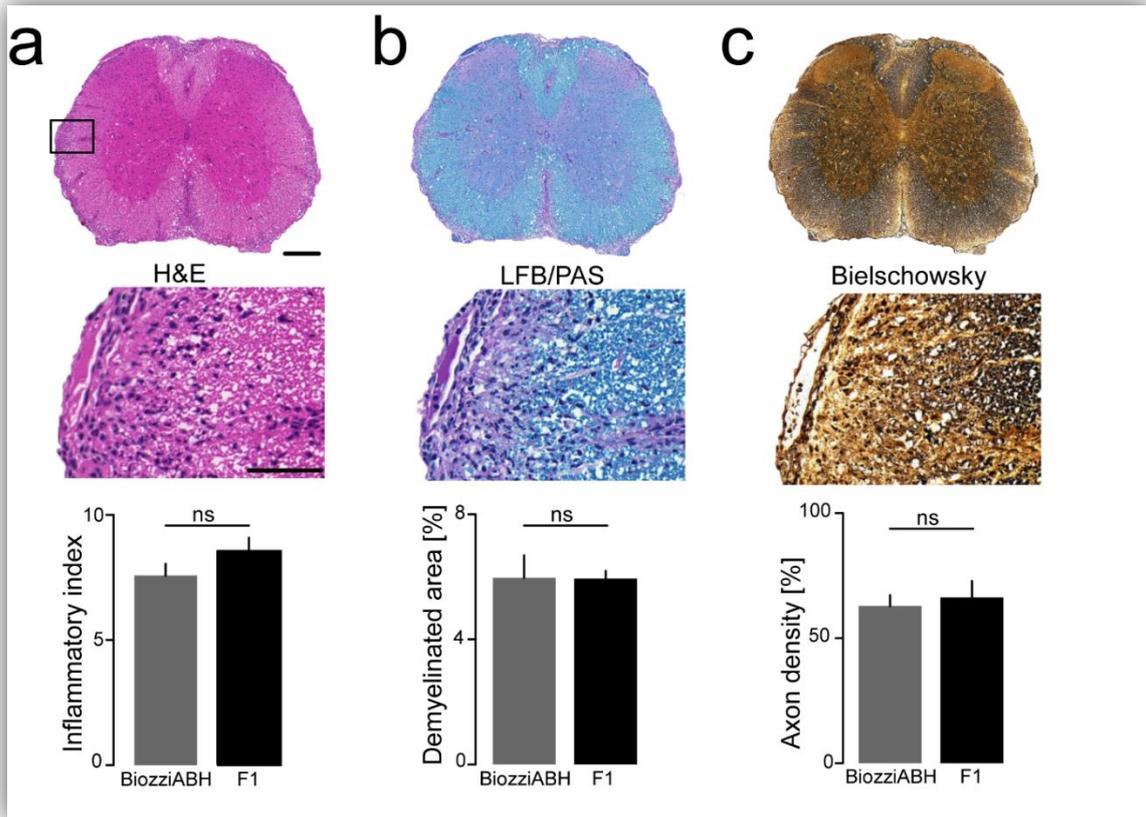 a
b
c
H&E
LFB/PAS
Bielschowsky
Inflammatory index
10
5
0
ns
BiozziABH
F1
Demyelinated area [%]
8
4
0
ns
BiozziABH
F1
Axon density [%]
100
50
0
ns
BiozziABH
F1